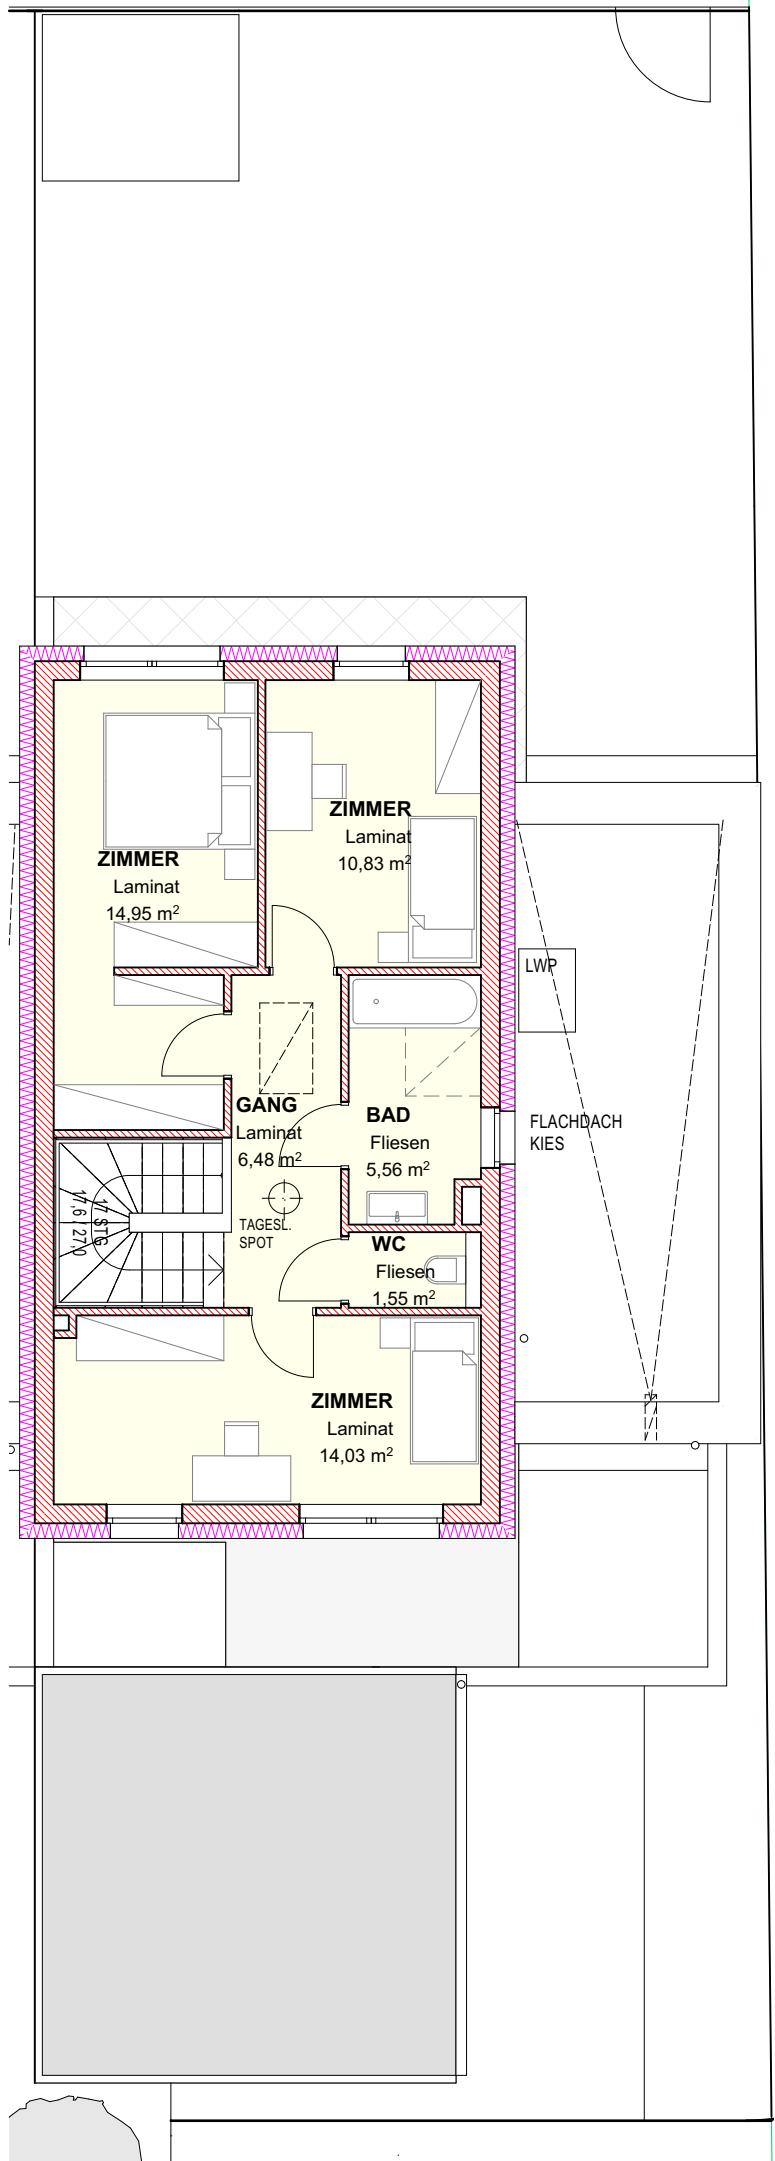 ZIMMER
Laminat
10,83 m²
ZIMMER
Laminat
14,95 m²
LWP
GANG
Laminat
6,48 m²
BAD
Fliesen
5,56 m²
FLACHDACH
KIES
17 STG
17,6 / 27,0
TAGESL.
SPOT
WC
Fliesen
1,55 m²
ZIMMER
Laminat
14,03 m²